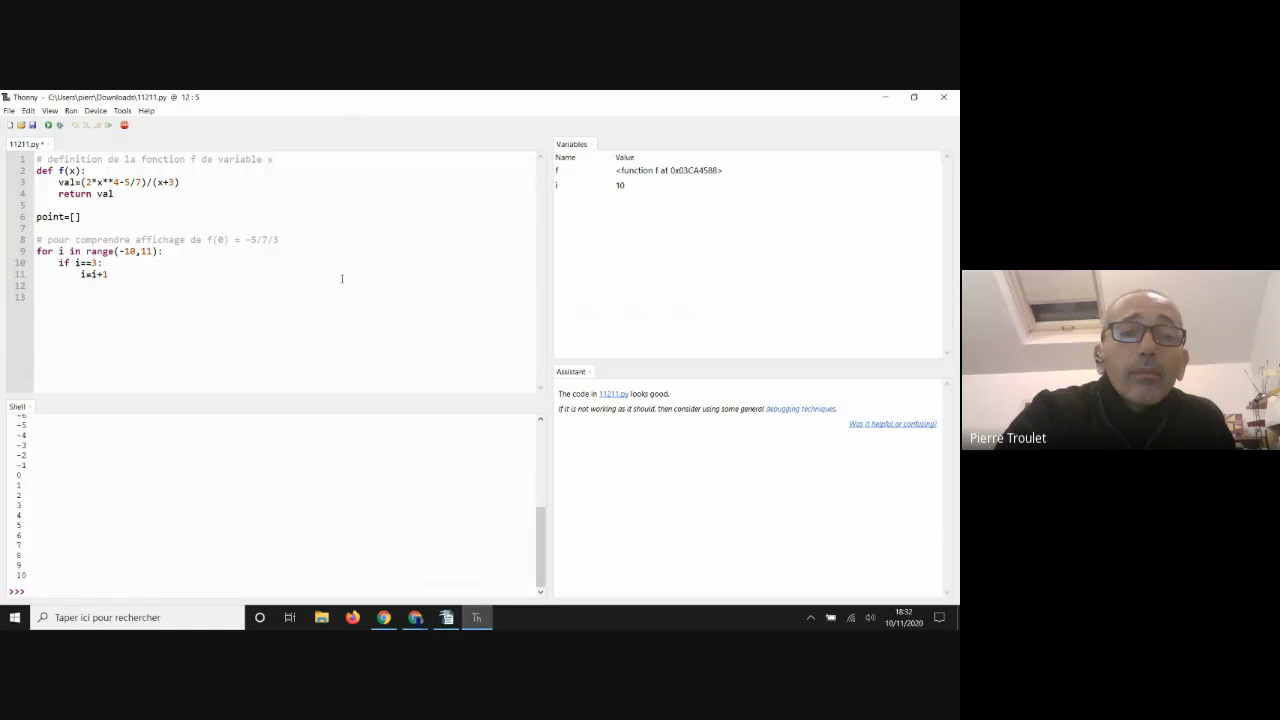 Thonny - C:\Users\pierr\Downloads\11211.py @ 12:5
File Edit View Run Device Tools Help
11211.py *
1 # definition de la fonction f de variable x
2 def f(x):
3 val=(2*x**4-5/7)/(x+3)
4 return val
5
6 point=[]
7
8 # pour comprendre affichage de f(0) = -5/7/3
9 for i in range(-10,11):
10 if i==3:
11 i=i+1
12
13
Variables
Name Value
f <function f at 0x03CA4588>
i 10
Assistant
The code in 11211.py looks good.
If it is not working as it should, then consider using some general debugging techniques.
Was it helpful or confusing?
Shell
-6
-5
-4
-3
-2
-1
0
1
2
3
4
5
6
7
8
9
10
>>>
Pierre Troulet
Taper ici pour rechercher
Th
18:32
10/11/2020